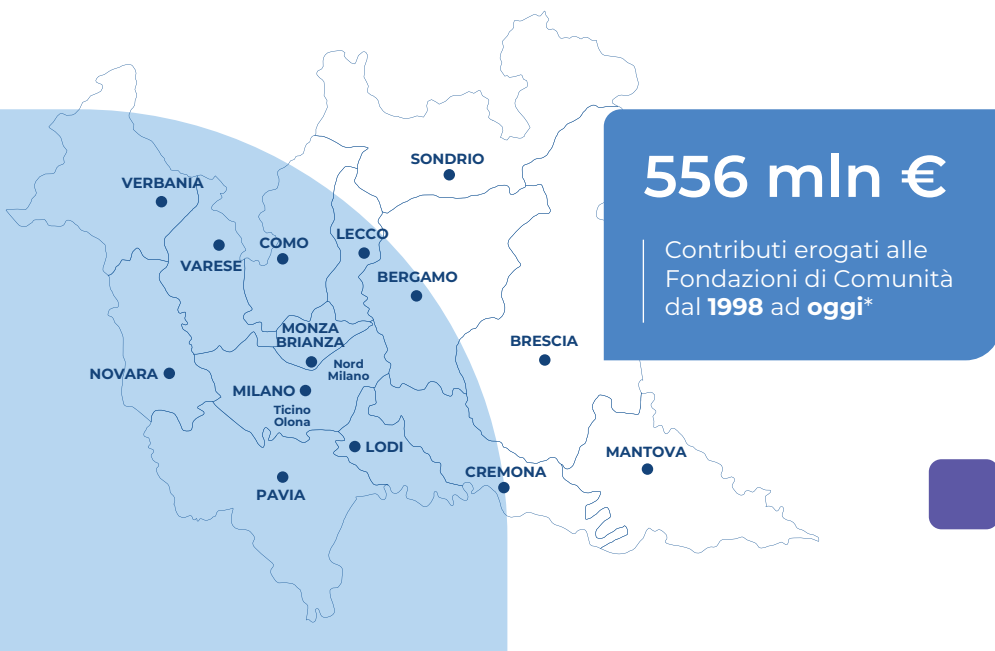 SONDRIO
VERBANIA
LECCO
COMO
VARESE
BERGAMO
MONZA
BRIANZA
BRESCIA
Nord
Milano
NOVARA
MILANO
Ticino
Olona
LODI
MANTOVA
CREMONA
PAVIA
556 mln €
Contributi erogati alle
Fondazioni di Comunità
dal 1998 ad oggi*